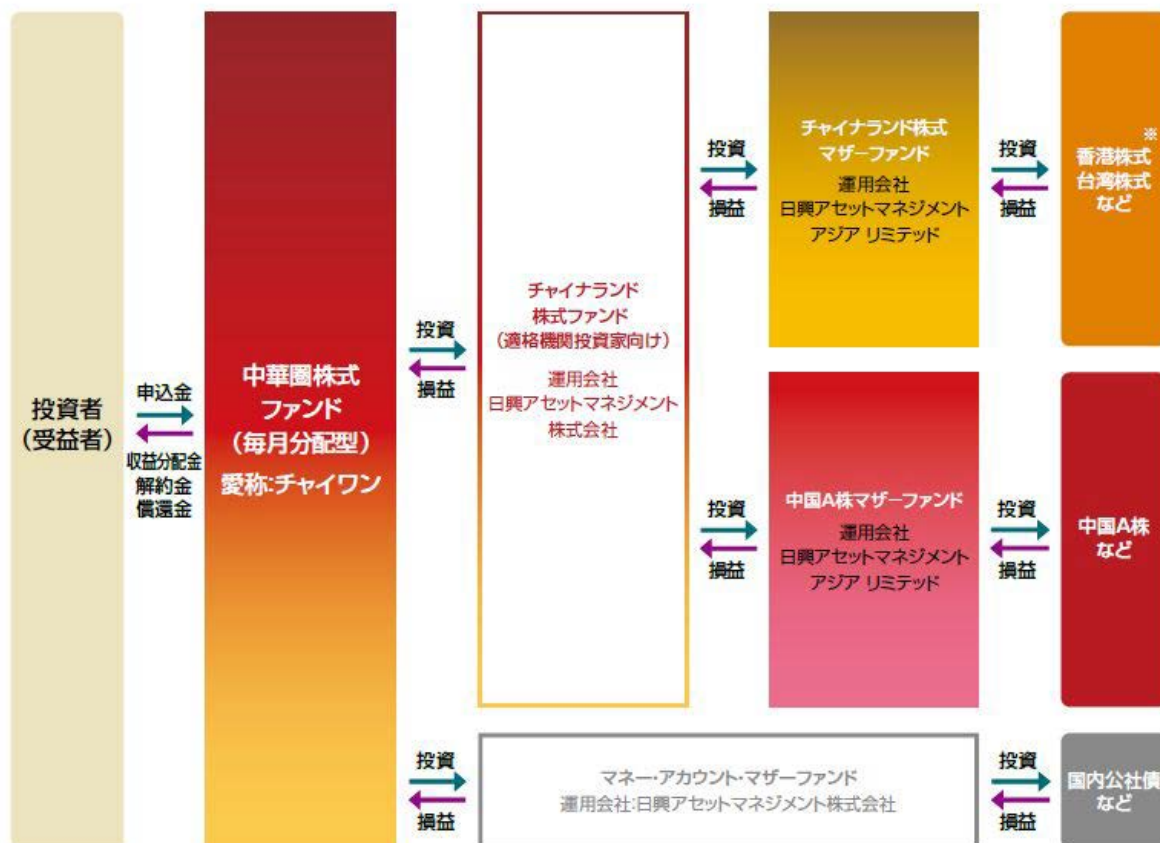 投資者
（受益者）
申込金
収益分配金
解約金
償還金
中華圏株式
ファンド
（毎月分配型）
愛称:チャイワン
投資
損益
チャイナランド
株式ファンド
（適格機関投資家向け）
運用会社
日興アセットマネジメント
株式会社
投資
損益
チャイナランド株式
マザーファンド
運用会社
日興アセットマネジメント
アジア リミテッド
投資
損益
※
香港株式
台湾株式
など
投資
損益
中国A株マザーファンド
運用会社
日興アセットマネジメント
アジア リミテッド
投資
損益
中国A株
など
投資
損益
マネー・アカウント・マザーファンド
運用会社:日興アセットマネジメント株式会社
投資
損益
国内公社債
など